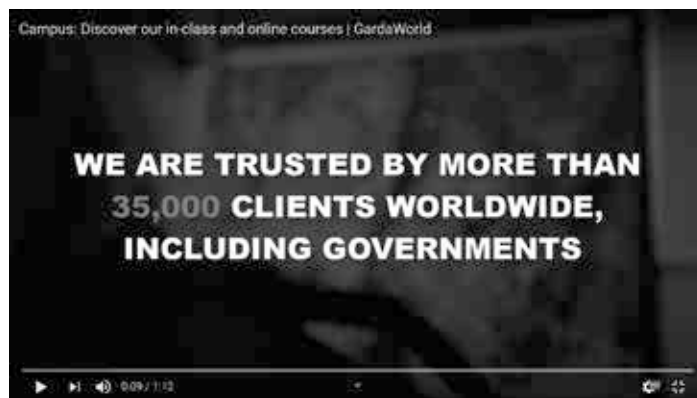 Campus: Discover our in-class and online courses | GardaWorld
WE ARE TRUSTED BY MORE THAN
35,000 CLIENTS WORLDWIDE,
INCLUDING GOVERNMENTS
0:09 / 1:12